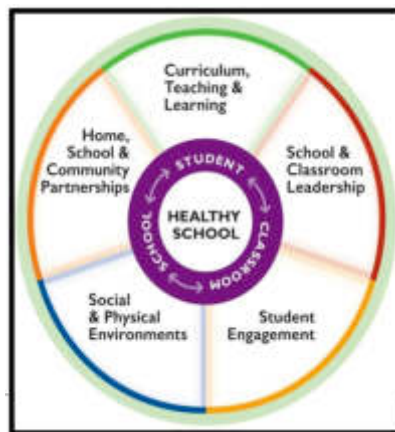 Curriculum,
Teaching &
Learning
Home,
School &
Community
Partnerships
School &
Classroom
Leadership
STUDENT
CLASSROOM
SCHOOL
HEALTHY
SCHOOL
Social
& Physical
Environments
Student
Engagement